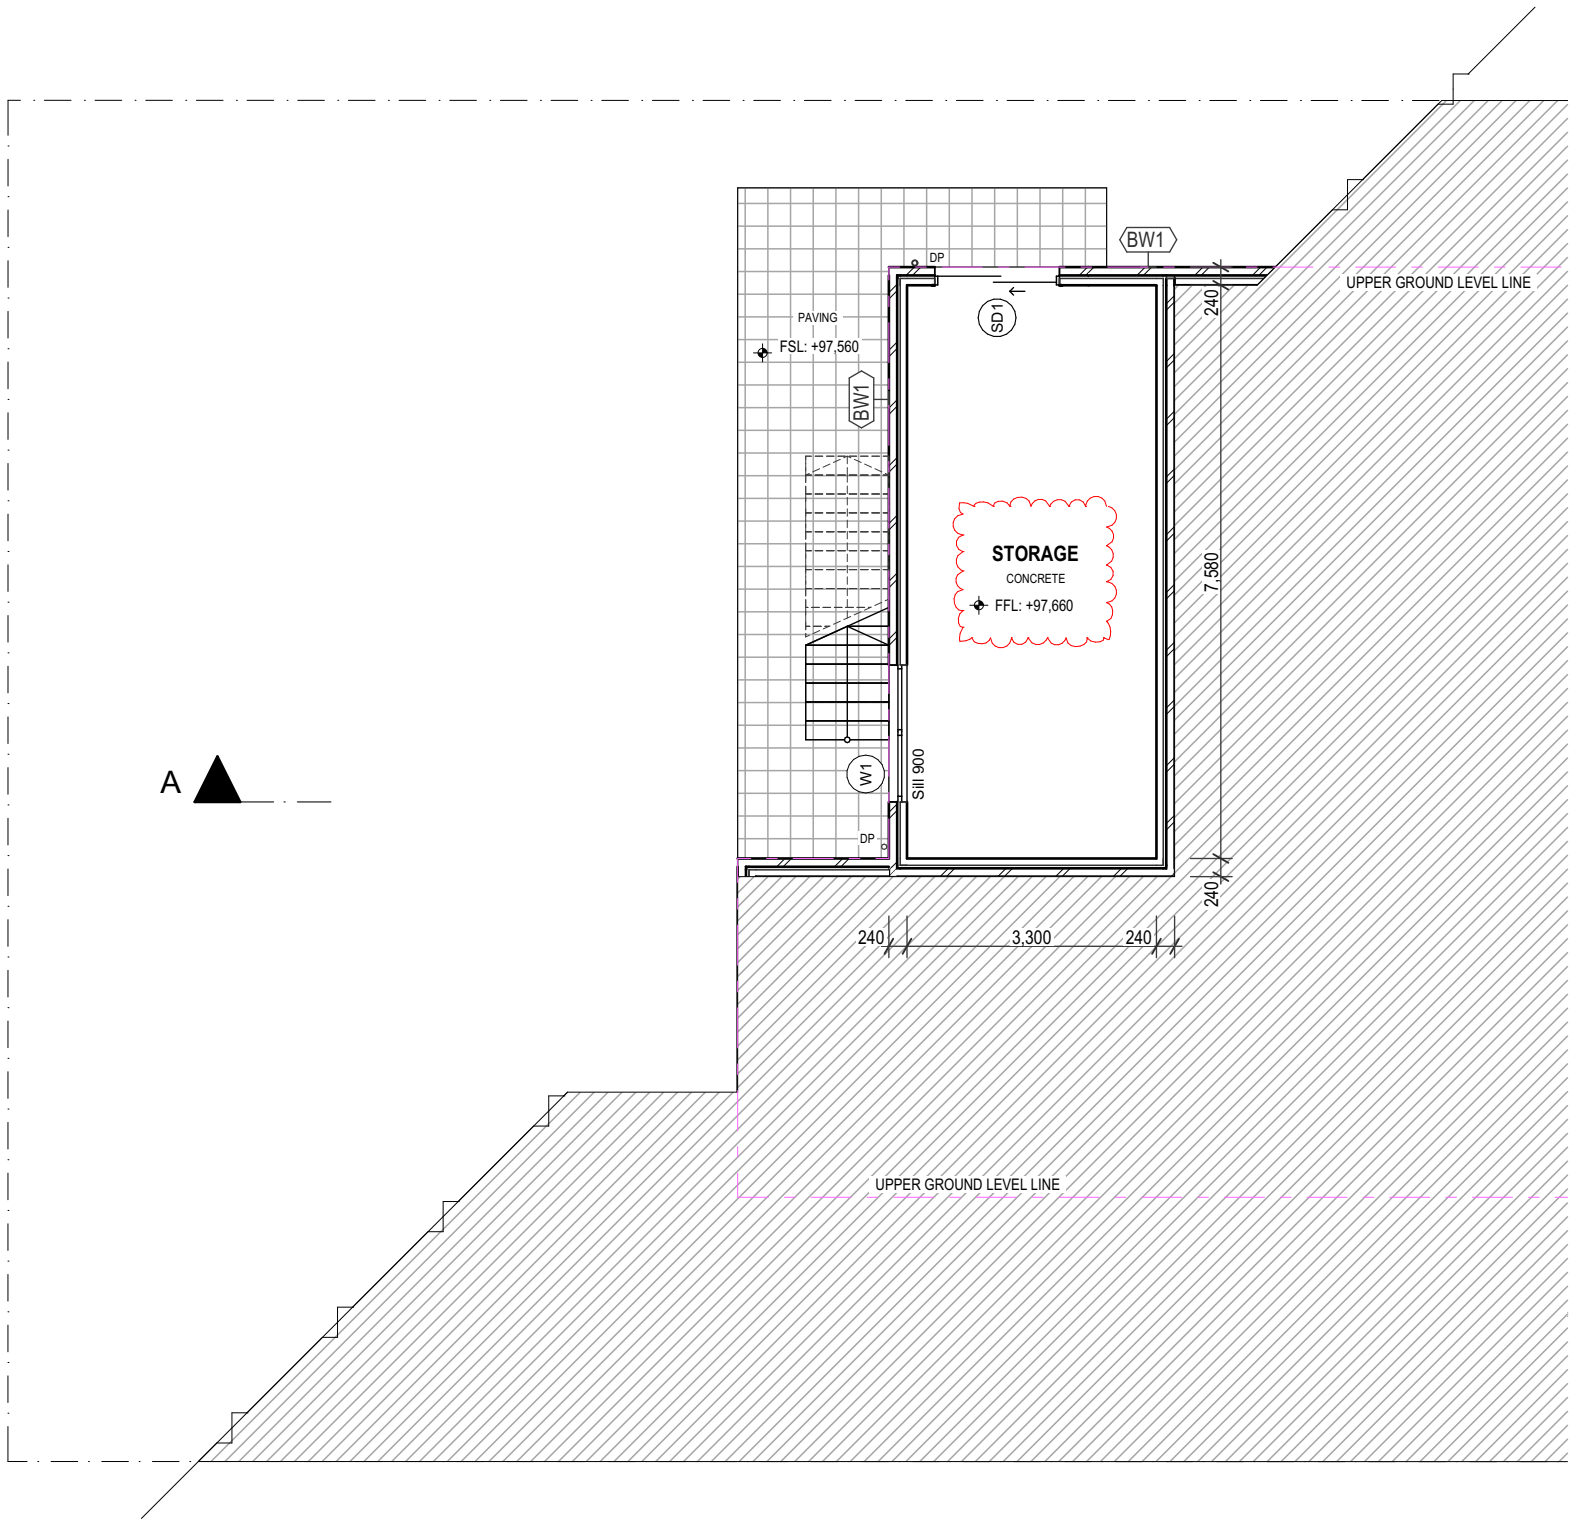 BW1
DP
UPPER GROUND LEVEL LINE
240
SD1
PAVING
FSL: +97,560
BW1
STORAGE
CONCRETE
FFL: +97,660
7,580
W1
Sill 900
A
DP
240
240
3,300
240
UPPER GROUND LEVEL LINE